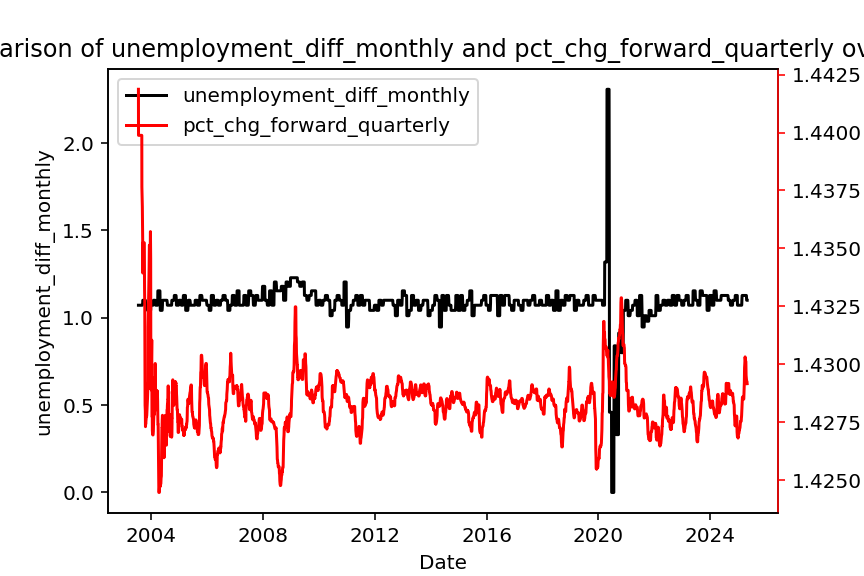 arison of unemployment_diff_monthly and pct_chg_forward_quarterly ov
unemployment_diff_monthly
pct_chg_forward_quarterly
unemployment_diff_monthly
2.0
1.5
1.0
0.5
0.0
1.4425
1.4400
1.4375
1.4350
1.4325
1.4300
1.4275
1.4250
2004 2008 2012 2016 2020 2024
Date